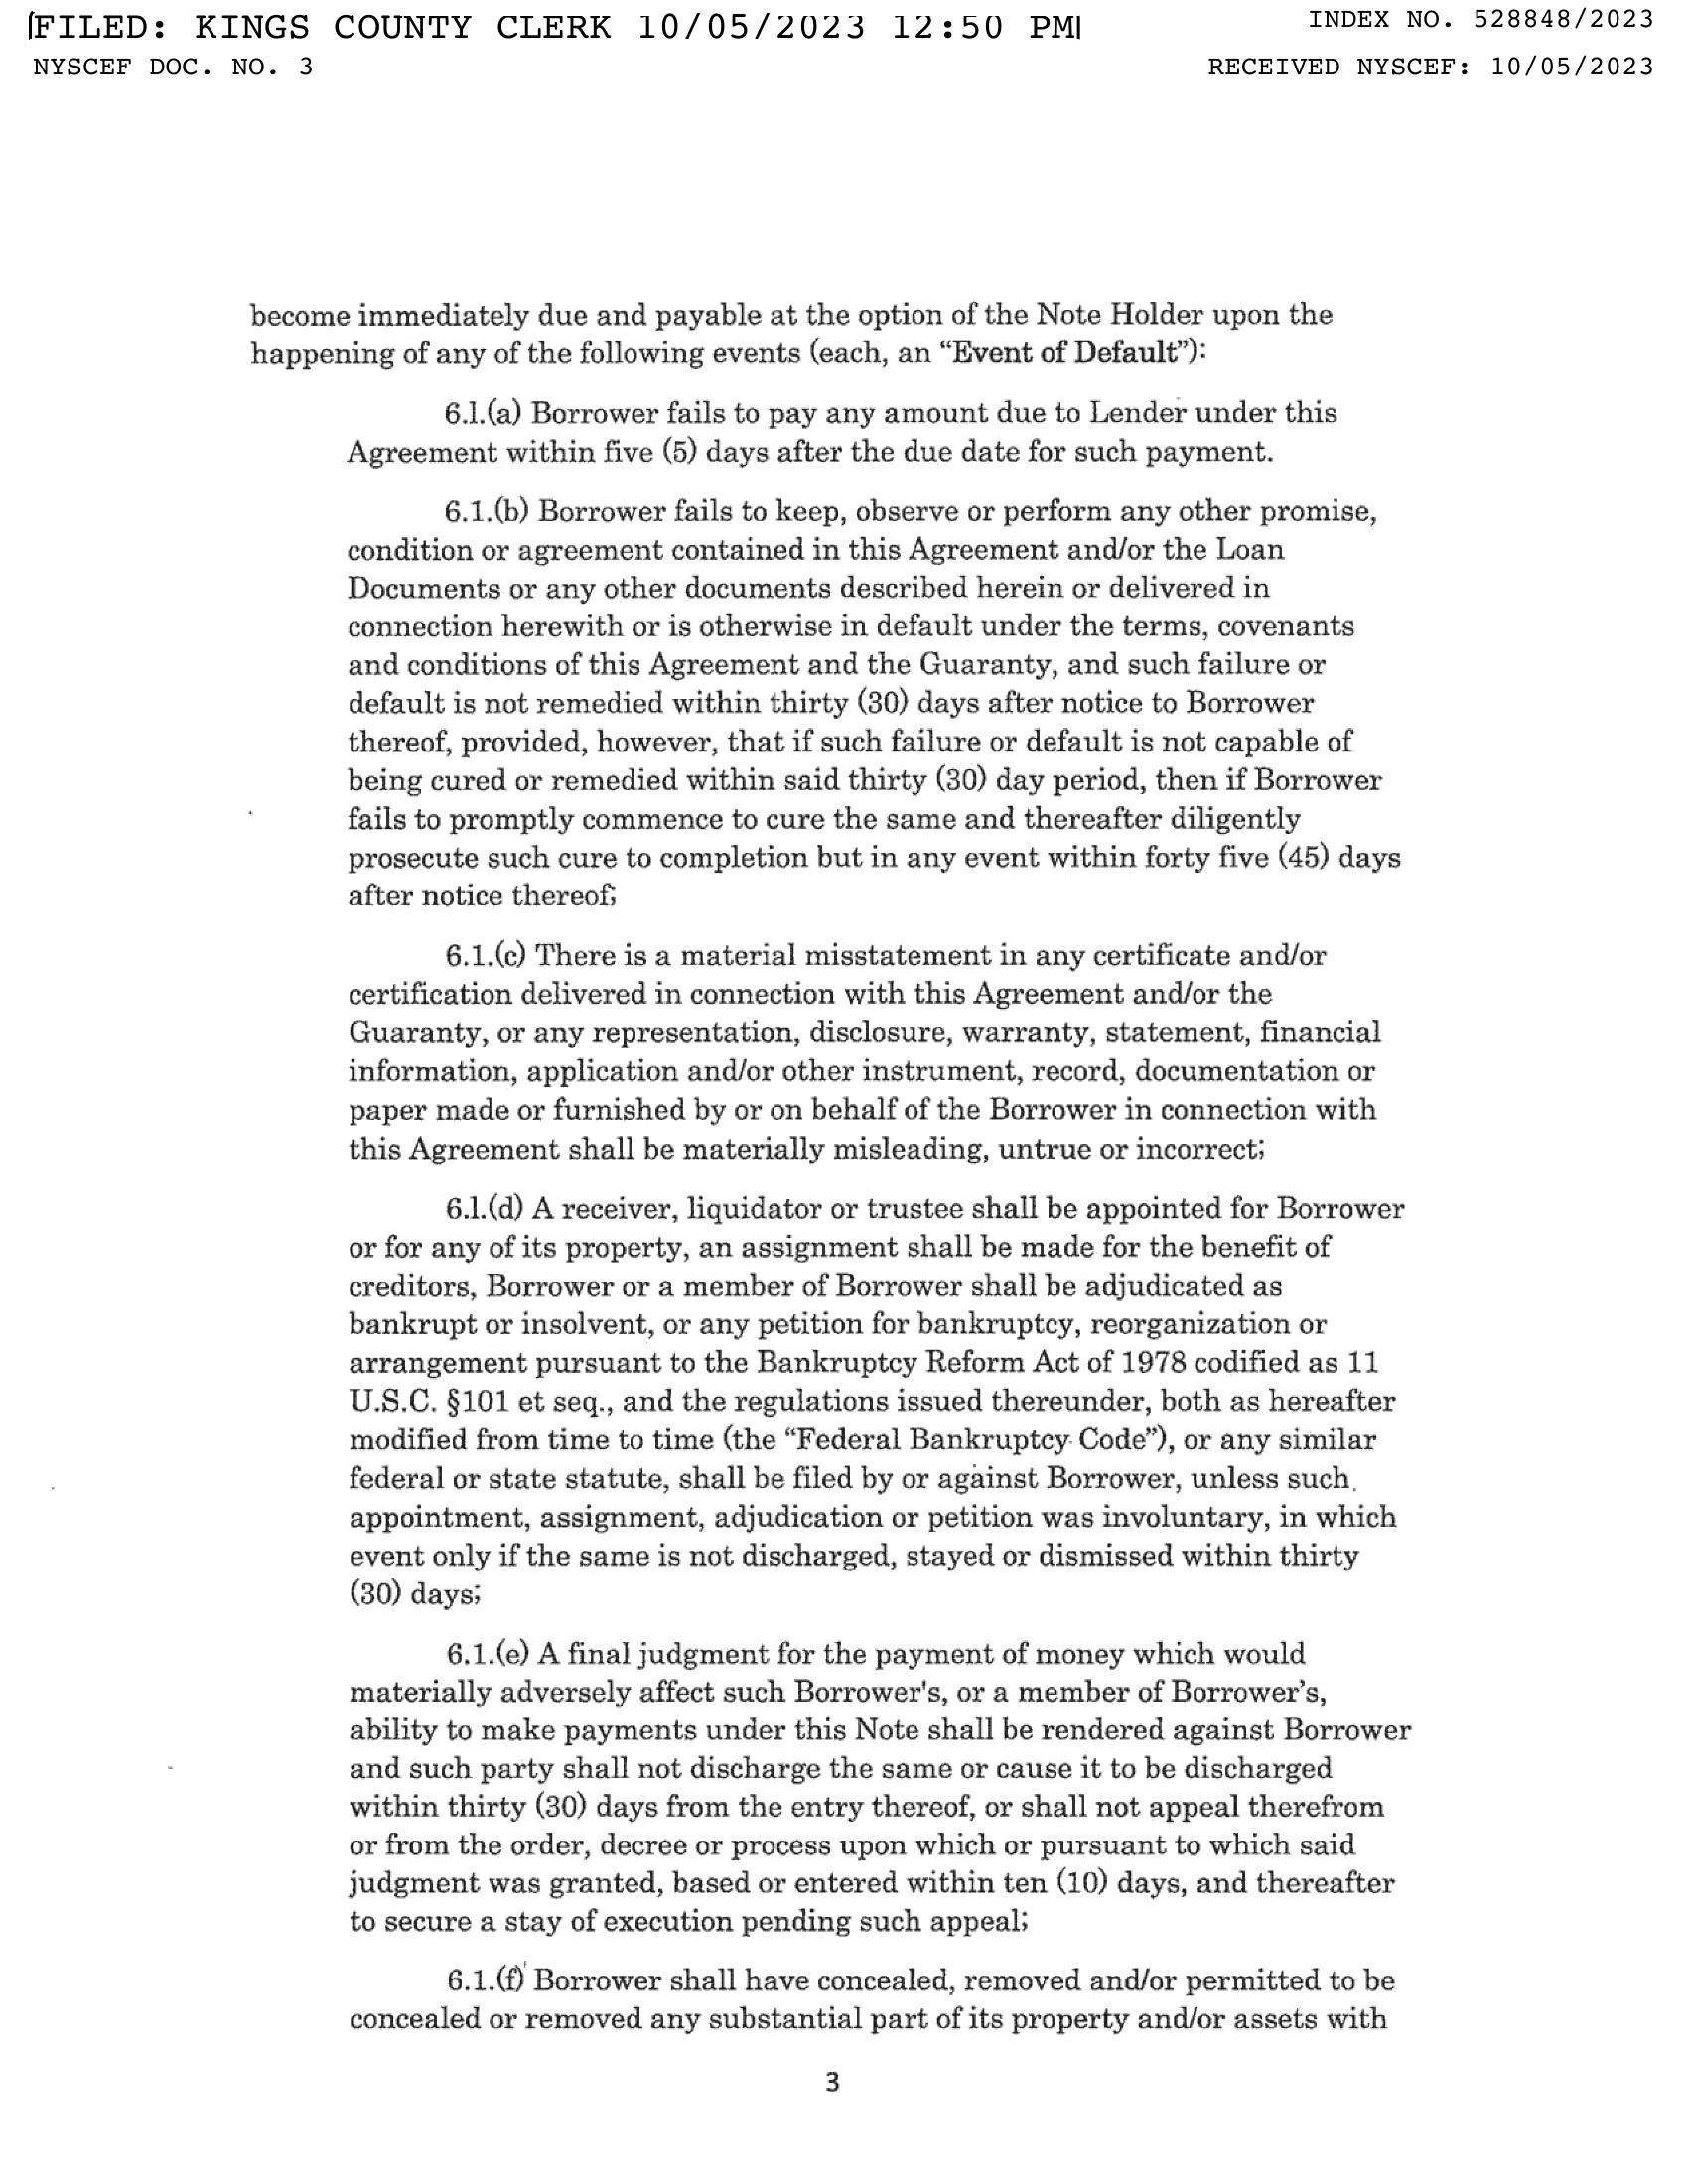 FILED: KINGS COUNTY CLERK 10/05/2023 12:50 PM
INDEX NO. 528848/2023
NYSCEF DOC. NO. 3
RECEIVED NYSCEF: 10/05/2023
become immediately due and payable at the option of the Note Holder upon the
happening of any of the following events (each, an “Event of Default”):
6.1.(a) Borrower fails to pay any amount due to Lender under this
Agreement within five (5) days after the due date for such payment.
6.1.(b) Borrower fails to keep, observe or perform any other promise,
condition or agreement contained in this Agreement and/or the Loan
Documents or any other documents described herein or delivered in
connection herewith or is otherwise in default under the terms, covenants
and conditions of this Agreement and the Guaranty, and such failure or
default is not remedied within thirty (30) days after notice to Borrower
thereof, provided, however, that if such failure or default is not capable of
being cured or remedied within said thirty (30) day period, then if Borrower
fails to promptly commence to cure the same and thereafter diligently
prosecute such cure to completion but in any event within forty five (45) days
after notice thereof;
6.1.(c) There is a material misstatement in any certificate and/or
certification delivered in connection with this Agreement and/or the
Guaranty, or any representation, disclosure, warranty, statement, financial
information, application and/or other instrument, record, documentation or
paper made or furnished by or on behalf of the Borrower in connection with
this Agreement shall be materially misleading, untrue or incorrect;
6.1.(d) A receiver, liquidator or trustee shall be appointed for Borrower
or for any of its property, an assignment shall be made for the benefit of
creditors, Borrower or a member of Borrower shall be adjudicated as
bankrupt or insolvent, or any petition for bankruptcy, reorganization or
arrangement pursuant to the Bankruptcy Reform Act of 1978 codified as 11
U.S.C. §101 et seq., and the regulations issued thereunder, both as hereafter
modified from time to time (the “Federal Bankruptcy Code”), or any similar
federal or state statute, shall be filed by or against Borrower, unless such
appointment, assignment, adjudication or petition was involuntary, in which
event only if the same is not discharged, stayed or dismissed within thirty
(30) days;
6.1.(e) A final judgment for the payment of money which would
materially adversely affect such Borrower's, or a member of Borrower’s,
ability to make payments under this Note shall be rendered against Borrower
and such party shall not discharge the same or cause it to be discharged
within thirty (30) days from the entry thereof, or shall not appeal therefrom
or from the order, decree or process upon which or pursuant to which said
judgment was granted, based or entered within ten (10) days, and thereafter
to secure a stay of execution pending such appeal;
6.1.(f) Borrower shall have concealed, removed and/or permitted to be
concealed or removed any substantial part of its property and/or assets with
3